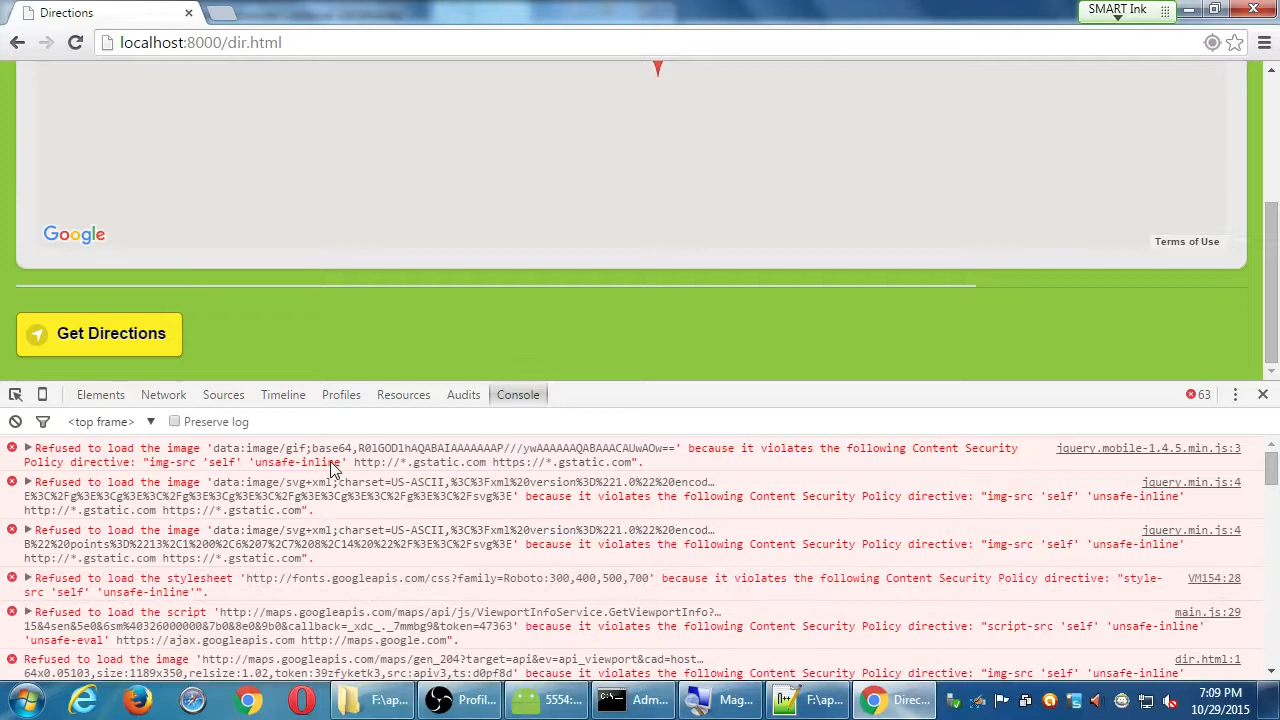 Directions
SMART Ink
localhost:8000/dir.html
Google
Terms of Use
Get Directions
Elements Network Sources Timeline Profiles Resources Audits Console 63
<top frame> Preserve log
Refused to load the image 'data:image/gif;base64,R0lGODlhAQABAIAAAAAAAP///ywAAAAAAQABAAACAUwAOw==' because it violates the following Content Security jquery.mobile-1.4.5.min.js:3
Policy directive: "img-src 'self' 'unsafe-inline' http://*.gstatic.com https://*.gstatic.com".
Refused to load the image 'data:image/svg+xml;charset=US-ASCII,%3C%3Fxml%20version%3D%221.0%22%20encod… jquery.min.js:4
E%3C%2Fg%3E%3Cg%3E%3C%2Fg%3E%3Cg%3E%3C%2Fg%3E%3Cg%3E%3C%2Fg%3E%3C%2Fsvg%3E' because it violates the following Content Security Policy directive: "img-src 'self' 'unsafe-inline'
http://*.gstatic.com https://*.gstatic.com".
Refused to load the image 'data:image/svg+xml;charset=US-ASCII,%3C%3Fxml%20version%3D%221.0%22%20encod… jquery.min.js:4
B%22%20points%3D%2213%2C1%200%2C6%207%2C7%208%2C14%20%22%2F%3E%3C%2Fsvg%3E' because it violates the following Content Security Policy directive: "img-src 'self' 'unsafe-inline'
http://*.gstatic.com https://*.gstatic.com".
Refused to load the stylesheet 'http://fonts.googleapis.com/css?family=Roboto:300,400,500,700' because it violates the following Content Security Policy directive: "style- VM154:28
src 'self' 'unsafe-inline'".
Refused to load the script 'http://maps.googleapis.com/maps/api/js/ViewportInfoService.GetViewportInfo?… main.js:29
15&4sen&5e0&6sm%4032600000&7b0&8e0&9b0&callback=_xdc_._7mmbg9&token=47363' because it violates the following Content Security Policy directive: "script-src 'self' 'unsafe-inline'
'unsafe-eval' https://ajax.googleapis.com http://maps.google.com".
Refused to load the image 'http://maps.googleapis.com/maps/gen_204?target=api&ev=api_viewport&cad=host… dir.html:1
64x0.05103,size:1189x350,relsize:1.02,token:39zfyketk3,src:apiv3,ts:d0pf8d' because it violates the following Content Security Policy directive: "img-src 'self' 'unsafe-inline'
F:\ap... Profil... 5554:... Adm... Mag... F:\ap... Direc... 7:09 PM
10/29/2015